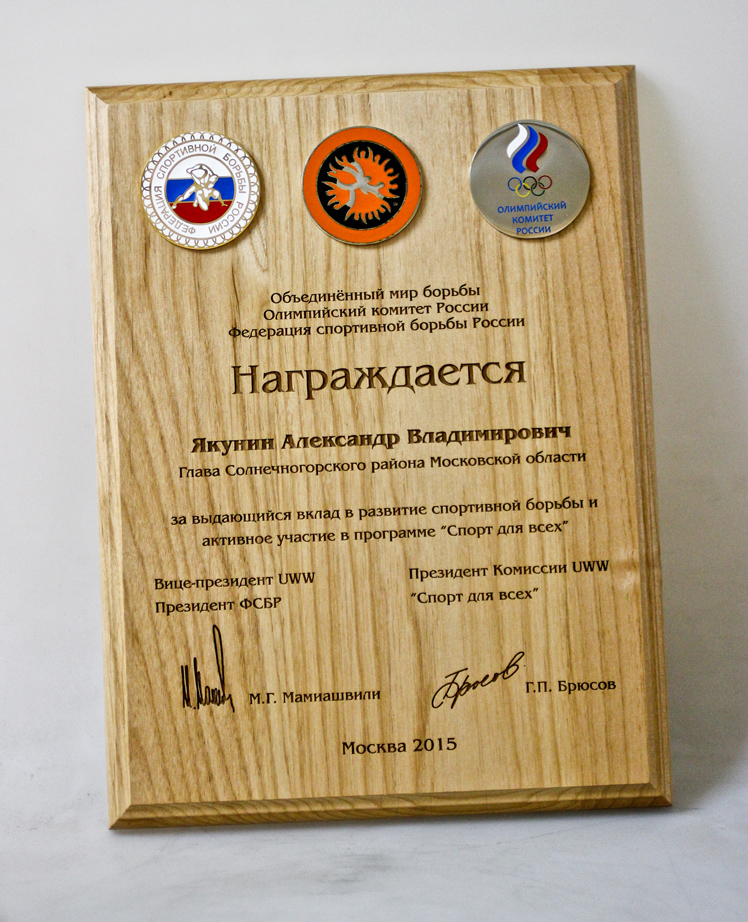 ФЕДЕРАЦИЯ СПОРТИВНОЙ БОРЬБЫ РОССИИ
ОЛИМПИЙСКИЙ
КОМИТЕТ
РОССИИ
Объединённый мир борьбы
Олимпийский комитет России
Федерация спортивной борьбы России
Награждается
Якунин Александр Владимирович
Глава Солнечногорского района Московской области
за выдающийся вклад в развитие спортивной борьбы и
активное участие в программе “Спорт для всех”
Вице-президент UWW
Президент ФСБР
Президент Комиссии UWW
“Спорт для всех”
М.Г. Мамиашвили
Брюсов
Г.П. Брюсов
Москва 2015